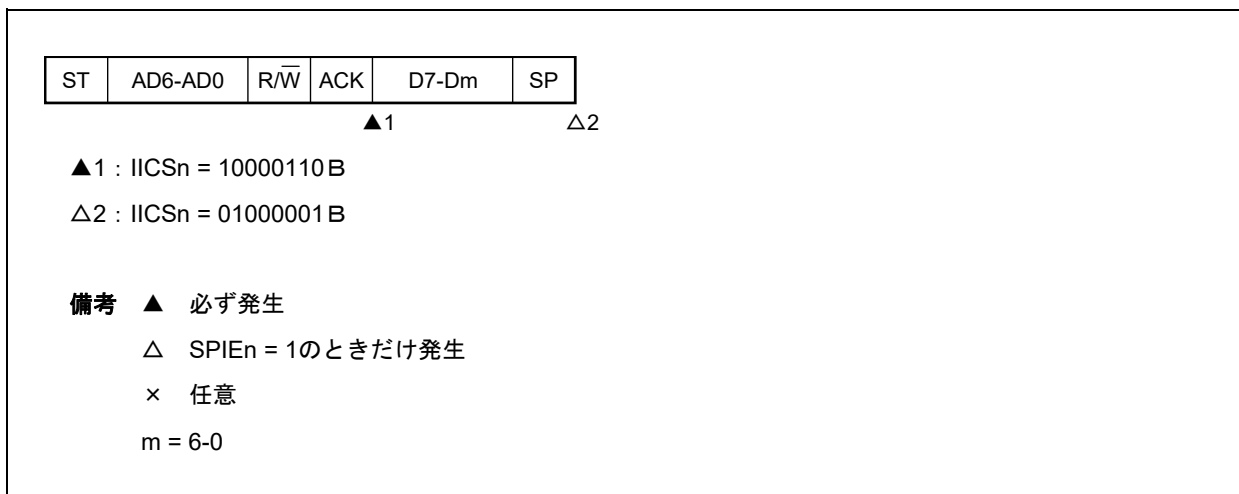 ST AD6-AD0 R/W̅ ACK D7-Dm SP
▲1 △2
▲1：IICSn = 10000110Ｂ
△2：IICSn = 01000001Ｂ
備考 ▲ 必ず発生
△ SPIEn = 1のときだけ発生
× 任意
m = 6-0